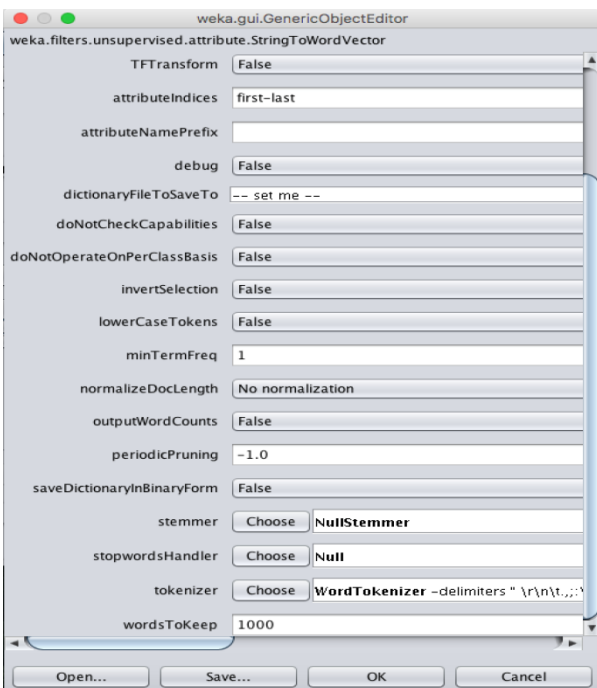 weka.gui.GenericObjectEditor
weka.filters.unsupervised.attribute.StringToWordVector
TFTransform False
attributeIndices first-last
attributeNamePrefix
debug False
dictionaryFileToSaveTo -- set me --
doNotCheckCapabilities False
doNotOperateOnPerClassBasis False
invertSelection False
lowerCaseTokens False
minTermFreq 1
normalizeDocLength No normalization
outputWordCounts False
periodicPruning -1.0
saveDictionaryInBinaryForm False
stemmer Choose NullStemmer
stopwordsHandler Choose Null
tokenizer Choose WordTokenizer -delimiters " \r\n\t.,;:\
wordsToKeep 1000
Open... Save... OK Cancel